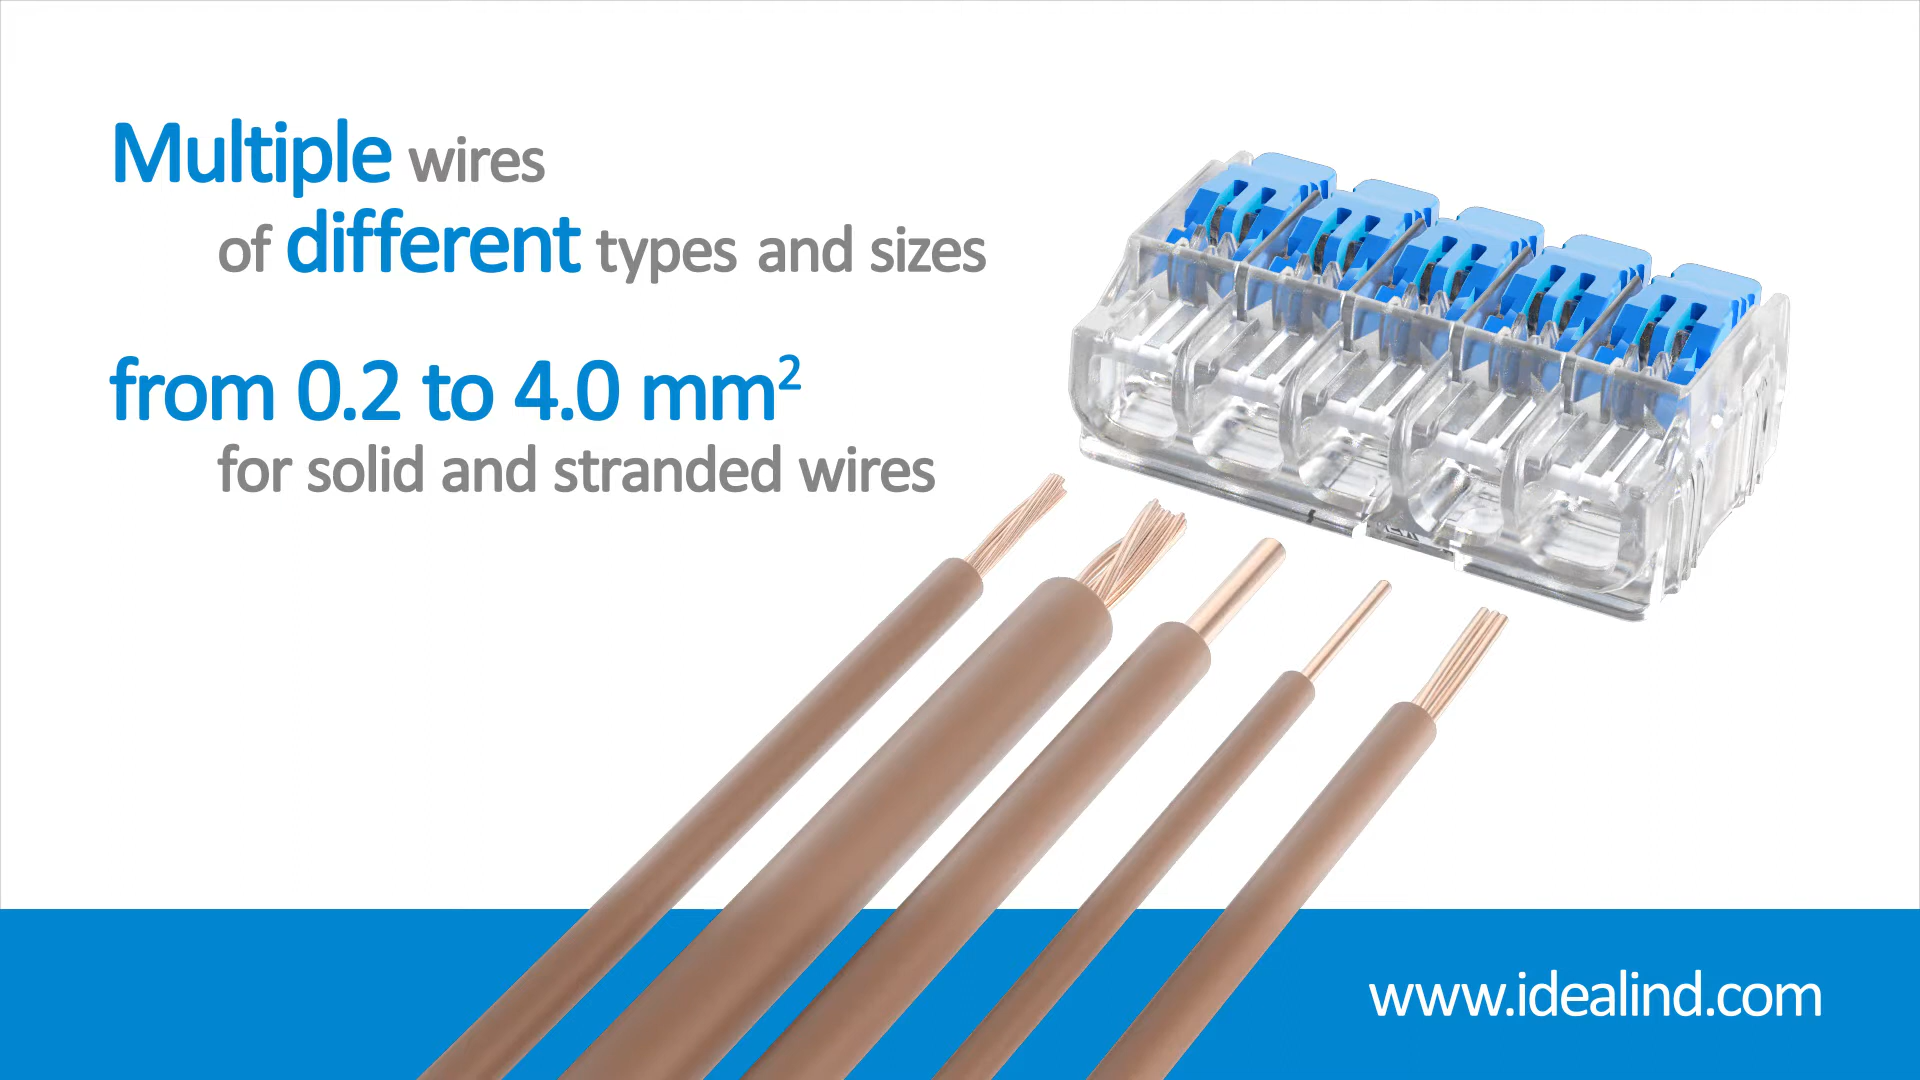 Multiple wires
of different types and sizes
from 0.2 to 4.0 mm²
for solid and stranded wires
www.idealind.com